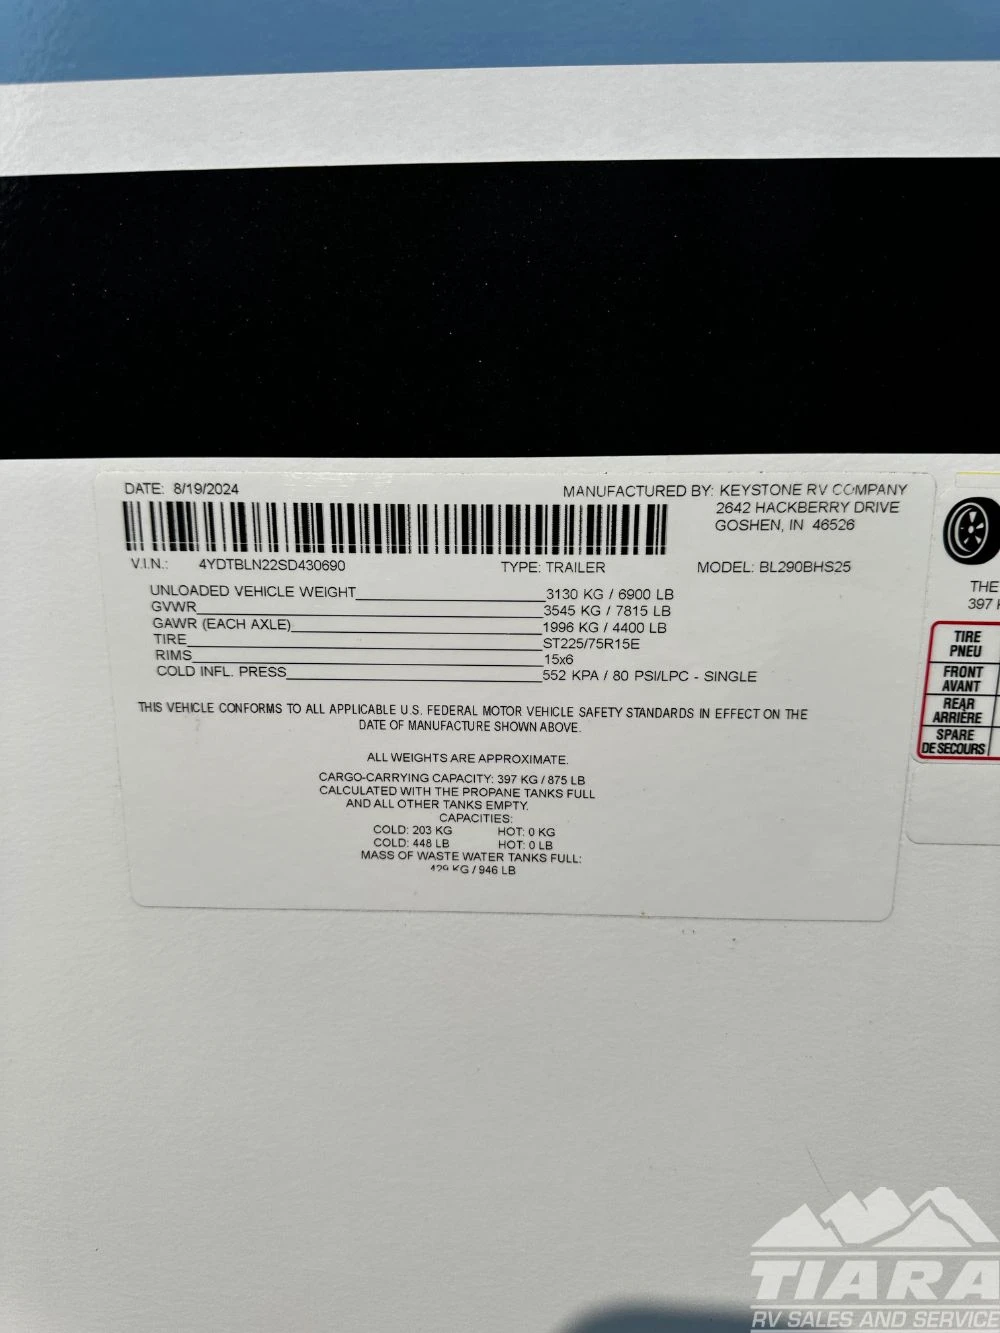 DATE: 8/19/2024
MANUFACTURED BY: KEYSTONE RV COMPANY
2642 HACKBERRY DRIVE
GOSHEN, IN 46526
V.I.N.: 4YDTBLN22SD430690 TYPE: TRAILER MODEL: BL290BHS25
UNLOADED VEHICLE WEIGHT 3130 KG / 6900 LB
GVWR 3545 KG / 7815 LB
GAWR (EACH AXLE) 1996 KG / 4400 LB
TIRE ST225/75R15E
RIMS 15x6
COLD INFL. PRESS 552 KPA / 80 PSI/LPC - SINGLE
THIS VEHICLE CONFORMS TO ALL APPLICABLE U.S. FEDERAL MOTOR VEHICLE SAFETY STANDARDS IN EFFECT ON THE
DATE OF MANUFACTURE SHOWN ABOVE.
ALL WEIGHTS ARE APPROXIMATE.
CARGO-CARRYING CAPACITY: 397 KG / 875 LB
CALCULATED WITH THE PROPANE TANKS FULL
AND ALL OTHER TANKS EMPTY.
CAPACITIES:
COLD: 203 KG HOT: 0 KG
COLD: 448 LB HOT: 0 LB
MASS OF WASTE WATER TANKS FULL:
429 KG / 946 LB
THE
397
TIRE
PNEU
FRONT
AVANT
REAR
ARRIÈRE
SPARE
DE SECOURS
TIARA
RV SALES AND SERVICE